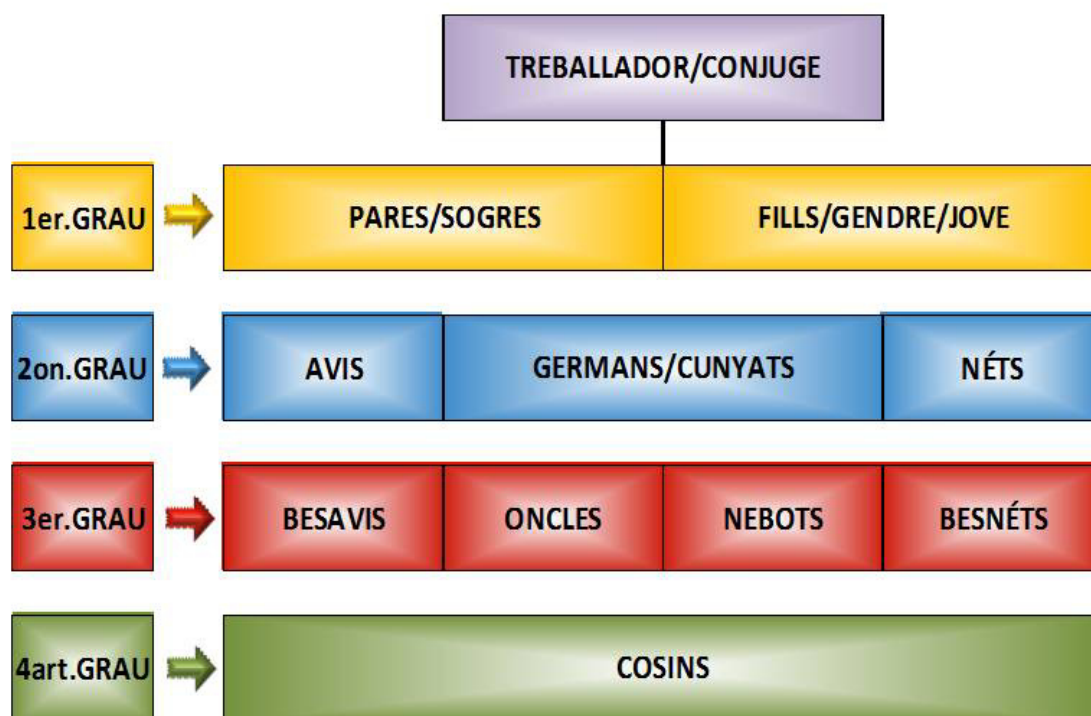 TREBALLADOR/CONJUGE
1er.GRAU PARES/SOGRES FILLS/GENDRE/JOVE
2on.GRAU AVIS GERMANS/CUNYATS NÉTS
3er.GRAU BESAVIS ONCLES NEBOTS BESNÉTS
4art.GRAU COSINS